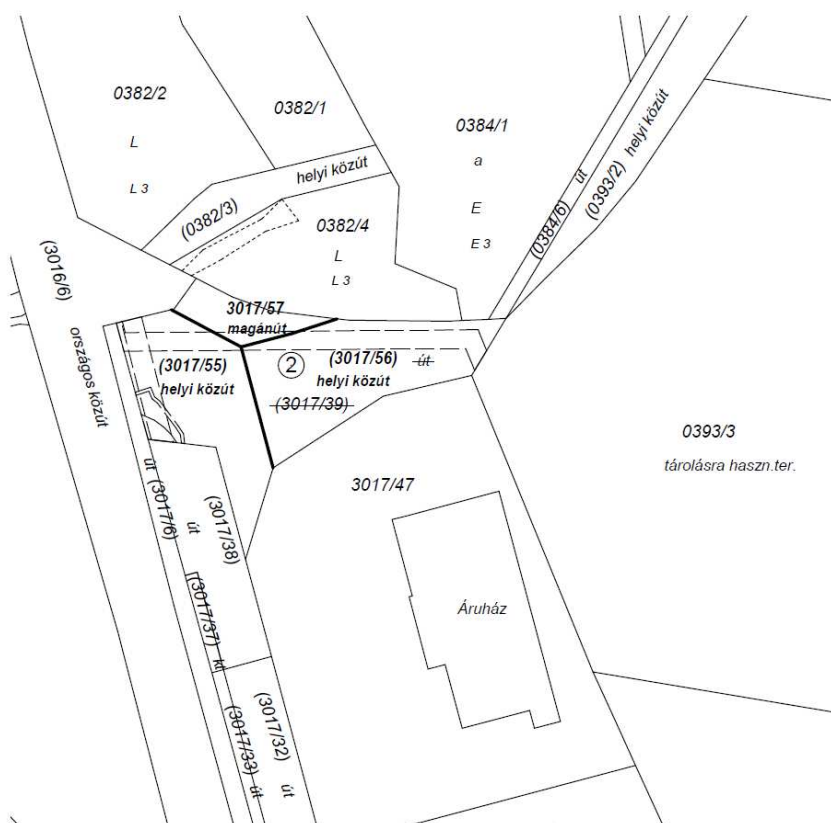 0382/2
L
L 3
0382/1
0384/1
a
E
E 3
helyi közút
(0382/3)
0382/4
L
L 3
(0384/6) út
(0393/2) helyi közút
(3016/6) országos közút
3017/57
magánút
(3017/55)
helyi közút
2
(3017/56) út
helyi közút
(3017/39)
0393/3
tárolásra haszn.ter.
3017/47
út (3017/6)
út
(3017/38)
(3017/37) kt
Áruház
(3017/32) út
(3017/33) út